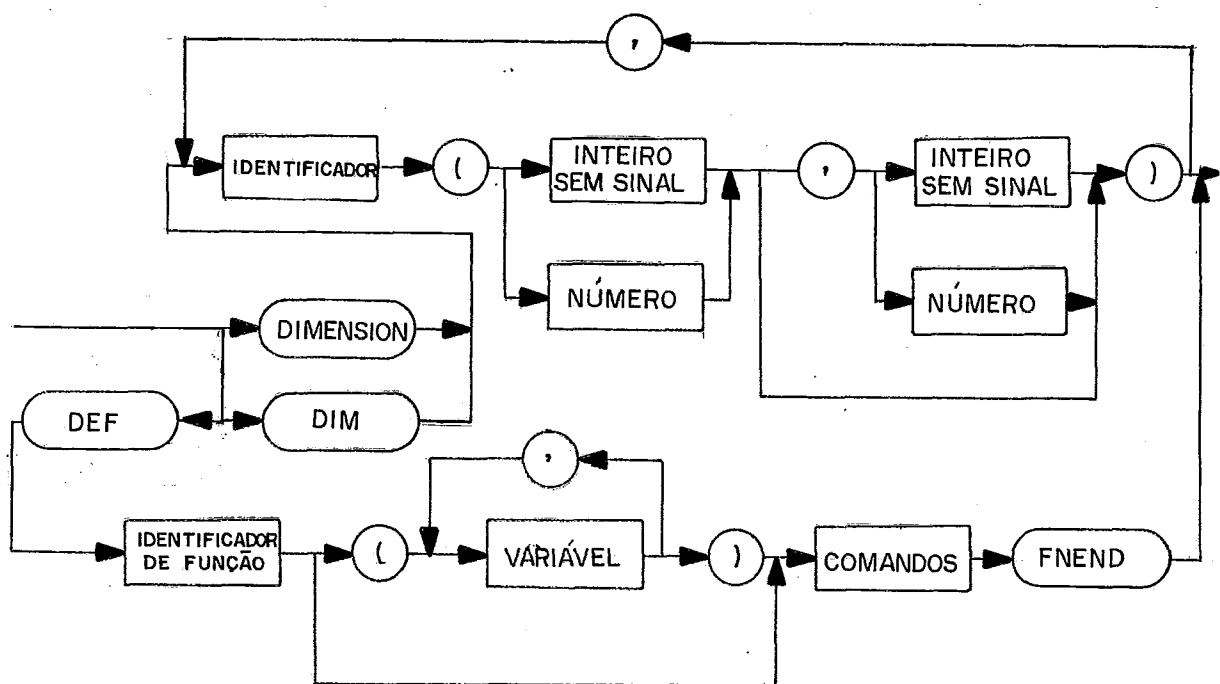 ,
IDENTIFICADOR
(
INTEIRO
SEM SINAL
,
INTEIRO
SEM SINAL
)
NÚMERO
NÚMERO
DIMENSION
DEF
DIM
,
IDENTIFICADOR
DE FUNÇÃO
(
VARIÁVEL
)
COMANDOS
FNEND